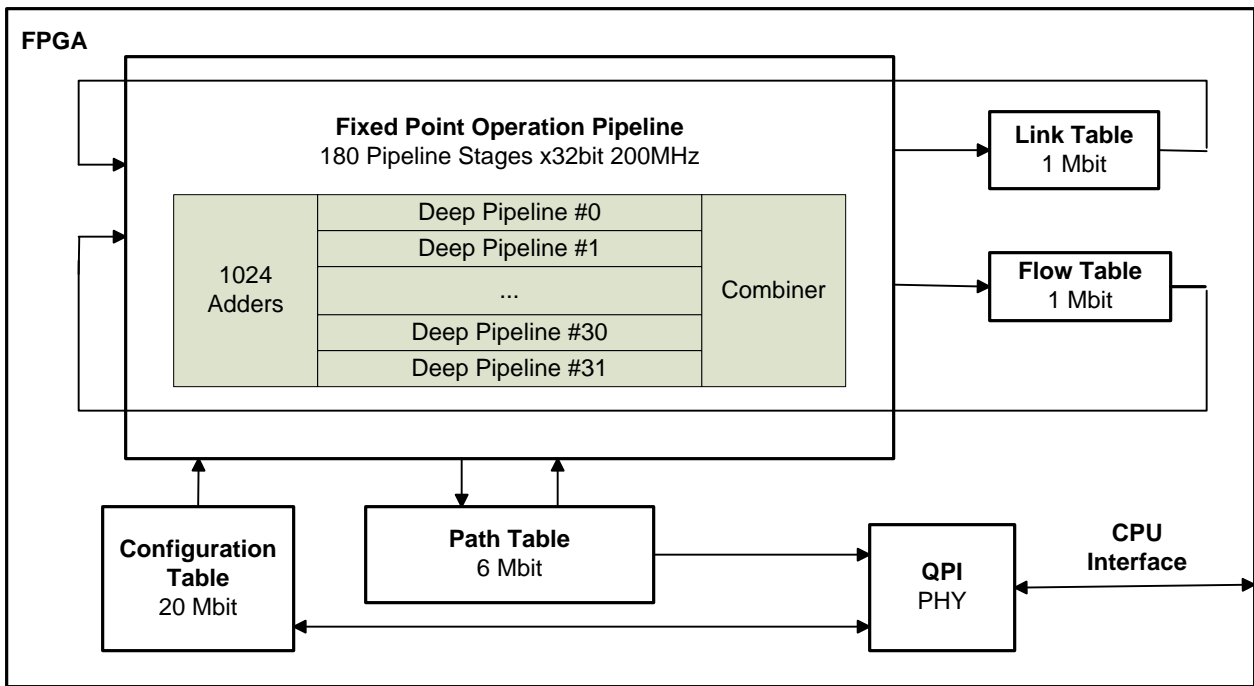 FPGA
Fixed Point Operation Pipeline
180 Pipeline Stages x32bit 200MHz
1024
Adders
Deep Pipeline #0
Deep Pipeline #1
...
Deep Pipeline #30
Deep Pipeline #31
Combiner
Link Table
1 Mbit
Flow Table
1 Mbit
Configuration
Table
20 Mbit
Path Table
6 Mbit
QPI
PHY
CPU
Interface